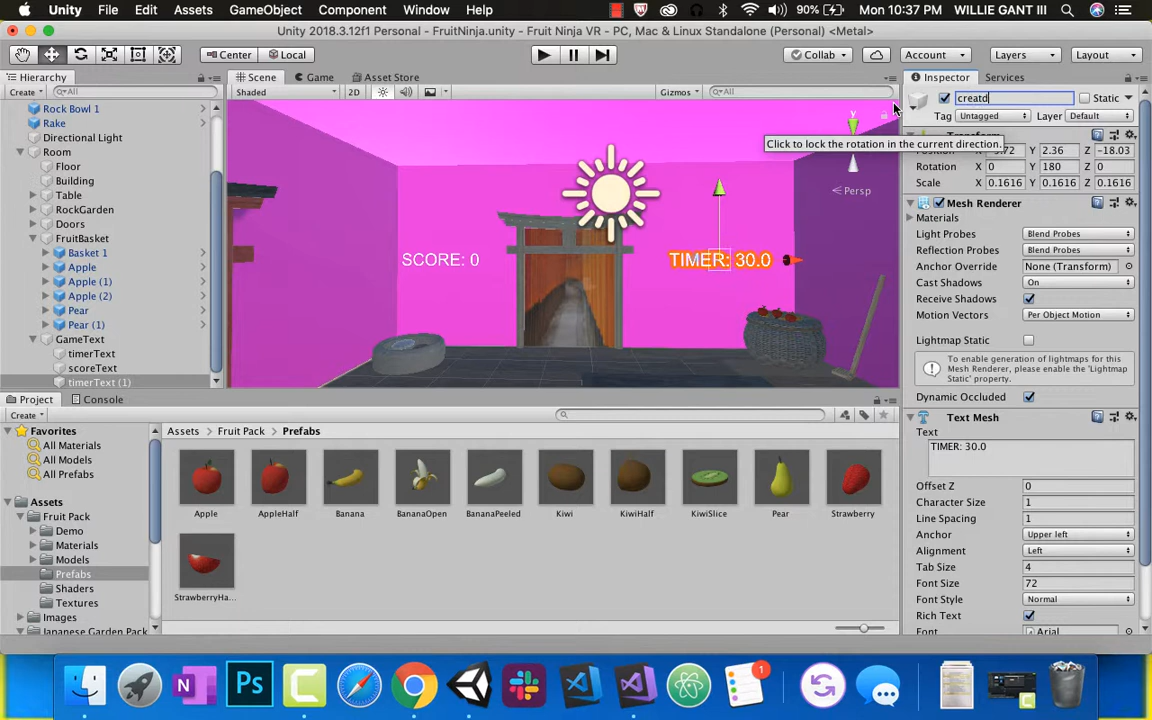 Unity File Edit Assets GameObject Component Window Help 90% Mon 10:37 PM WILLIE GANT III
Unity 2018.3.12f1 Personal - FruitNinja.unity - Fruit Ninja VR - PC, Mac & Linux Standalone (Personal) <Metal>
Center Local Collab Account Layers Layout
Hierarchy Scene Game Asset Store Inspector Services
Create All Shaded 2D Gizmos All
creatd Static
Tag Untagged Layer Default
Click to lock the rotation in the current direction.
Rock Bowl 1
Rake
Directional Light
Room
Floor
Building
Table
RockGarden
Doors
FruitBasket
Basket 1
Apple
Apple (1)
Apple (2)
Pear
Pear (1)
GameText
timerText
scoreText
timerText (1)
y
Persp
SCORE: 0
TIMER: 30.0
Y 2.36 Z -18.03
Rotation X 0 Y 180 Z 0
Scale X 0.1616 Y 0.1616 Z 0.1616
Mesh Renderer
Materials
Light Probes Blend Probes
Reflection Probes Blend Probes
Anchor Override None (Transform)
Cast Shadows On
Receive Shadows
Motion Vectors Per Object Motion
Lightmap Static
To enable generation of lightmaps for this
Mesh Renderer, please enable the 'Lightmap
Static' property.
Dynamic Occluded
Text Mesh
Text
TIMER: 30.0
Offset Z 0
Character Size 1
Line Spacing 1
Anchor Upper left
Alignment Left
Tab Size 4
Font Size 72
Font Style Normal
Rich Text
Font Arial
Project Console
Create
Favorites
All Materials
All Models
All Prefabs
Assets
Fruit Pack
Demo
Materials
Models
Prefabs
Shaders
Textures
Images
Japanese Garden Pack
Assets Fruit Pack Prefabs
Apple AppleHalf Banana BananaOpen BananaPeeled Kiwi KiwiHalf KiwiSlice Pear Strawberry
StrawberryHa...
N Ps 1